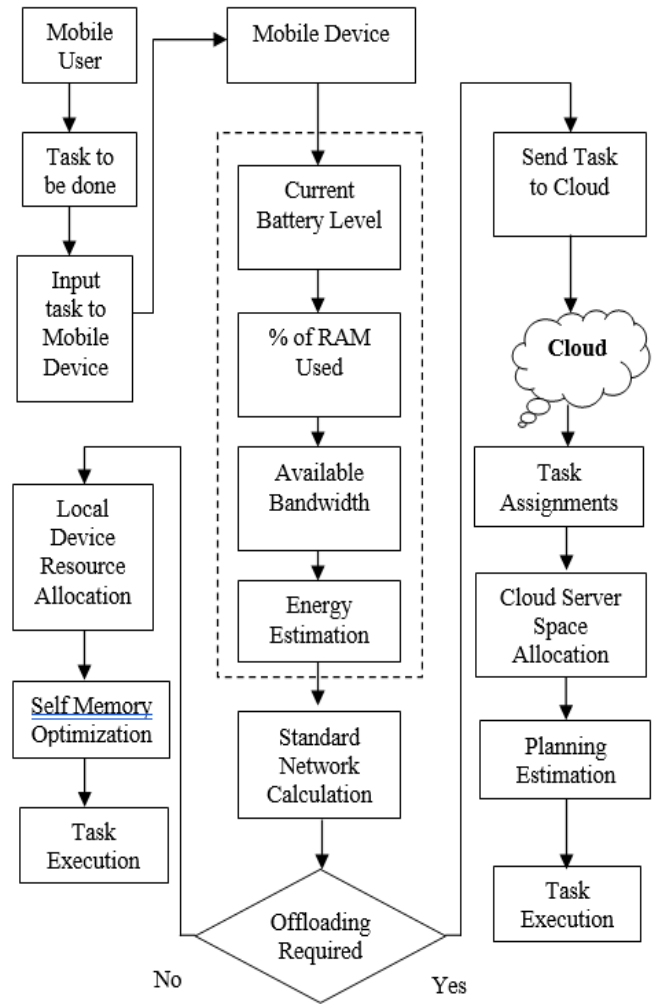 Mobile
User
Task to
be done
Input
task to
Mobile
Device
Mobile Device
Current
Battery Level
% of RAM
Used
Available
Bandwidth
Energy
Estimation
Standard
Network
Calculation
Offloading
Required
No
Yes
Local
Device
Resource
Allocation
Self Memory
Optimization
Task
Execution
Send Task
to Cloud
Cloud
Task
Assignments
Cloud Server
Space
Allocation
Planning
Estimation
Task
Execution